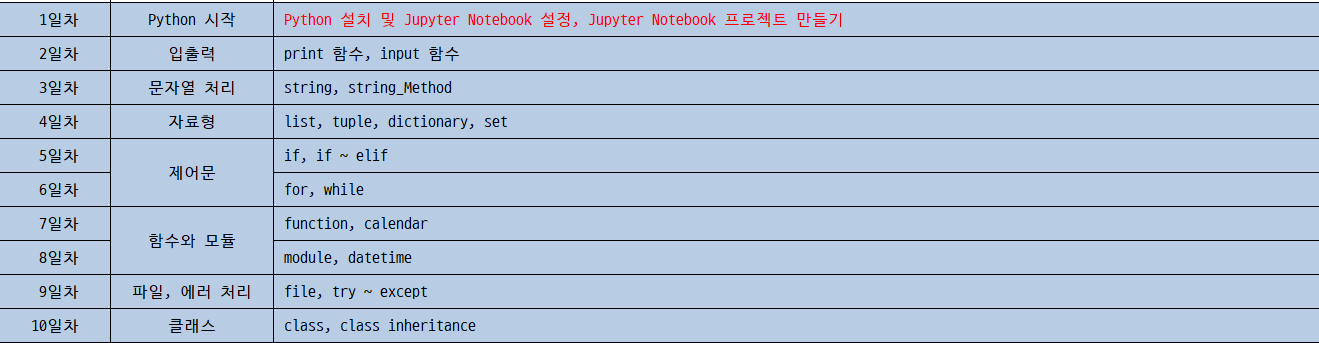 1일차 Python 시작 Python 설치 및 Jupyter Notebook 설정, Jupyter Notebook 프로젝트 만들기
2일차 입출력 print 함수, input 함수
3일차 문자열 처리 string, string_Method
4일차 자료형 list, tuple, dictionary, set
5일차 제어문 if, if ~ elif
6일차 for, while
7일차 함수와 모듈 function, calendar
8일차 module, datetime
9일차 파일, 에러 처리 file, try ~ except
10일차 클래스 class, class inheritance